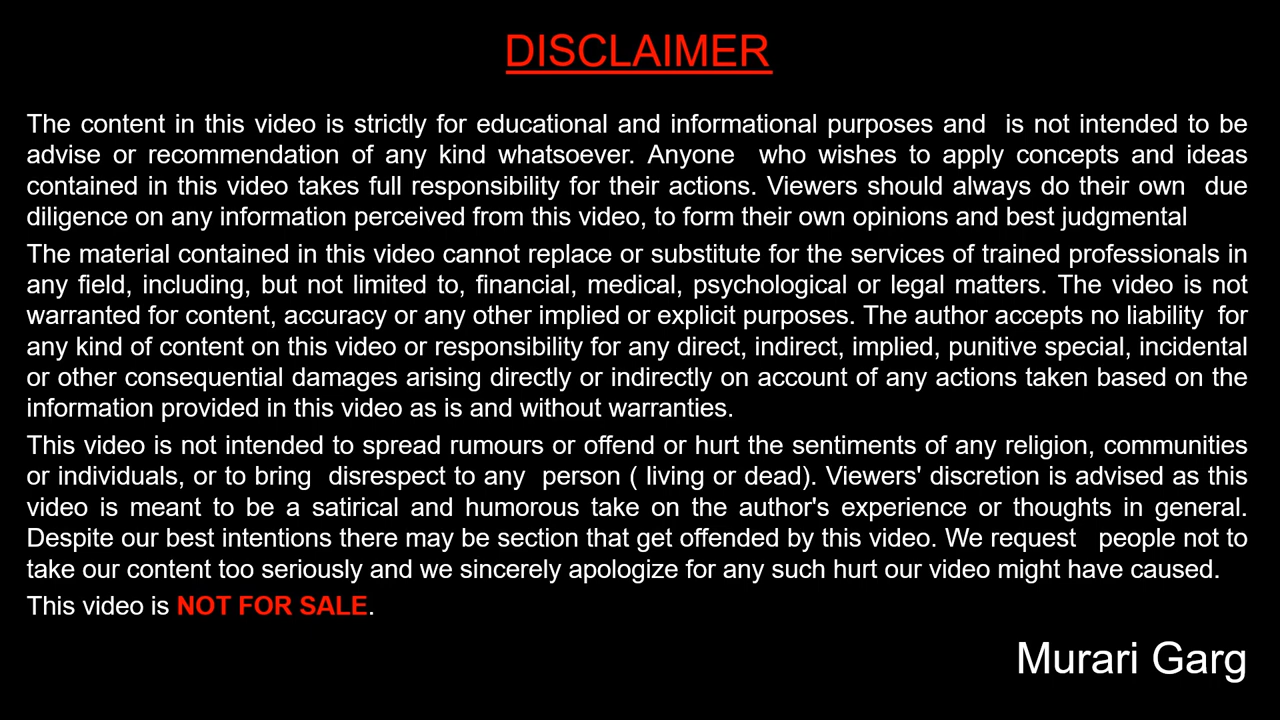 DISCLAIMER
The content in this video is strictly for educational and informational purposes and is not intended to be
advise or recommendation of any kind whatsoever. Anyone who wishes to apply concepts and ideas
contained in this video takes full responsibility for their actions. Viewers should always do their own due
diligence on any information perceived from this video, to form their own opinions and best judgmental
The material contained in this video cannot replace or substitute for the services of trained professionals in
any field, including, but not limited to, financial, medical, psychological or legal matters. The video is not
warranted for content, accuracy or any other implied or explicit purposes. The author accepts no liability for
any kind of content on this video or responsibility for any direct, indirect, implied, punitive special, incidental
or other consequential damages arising directly or indirectly on account of any actions taken based on the
information provided in this video as is and without warranties.
This video is not intended to spread rumours or offend or hurt the sentiments of any religion, communities
or individuals, or to bring disrespect to any person ( living or dead). Viewers' discretion is advised as this
video is meant to be a satirical and humorous take on the author's experience or thoughts in general.
Despite our best intentions there may be section that get offended by this video. We request people not to
take our content too seriously and we sincerely apologize for any such hurt our video might have caused.
This video is NOT FOR SALE.
Murari Garg